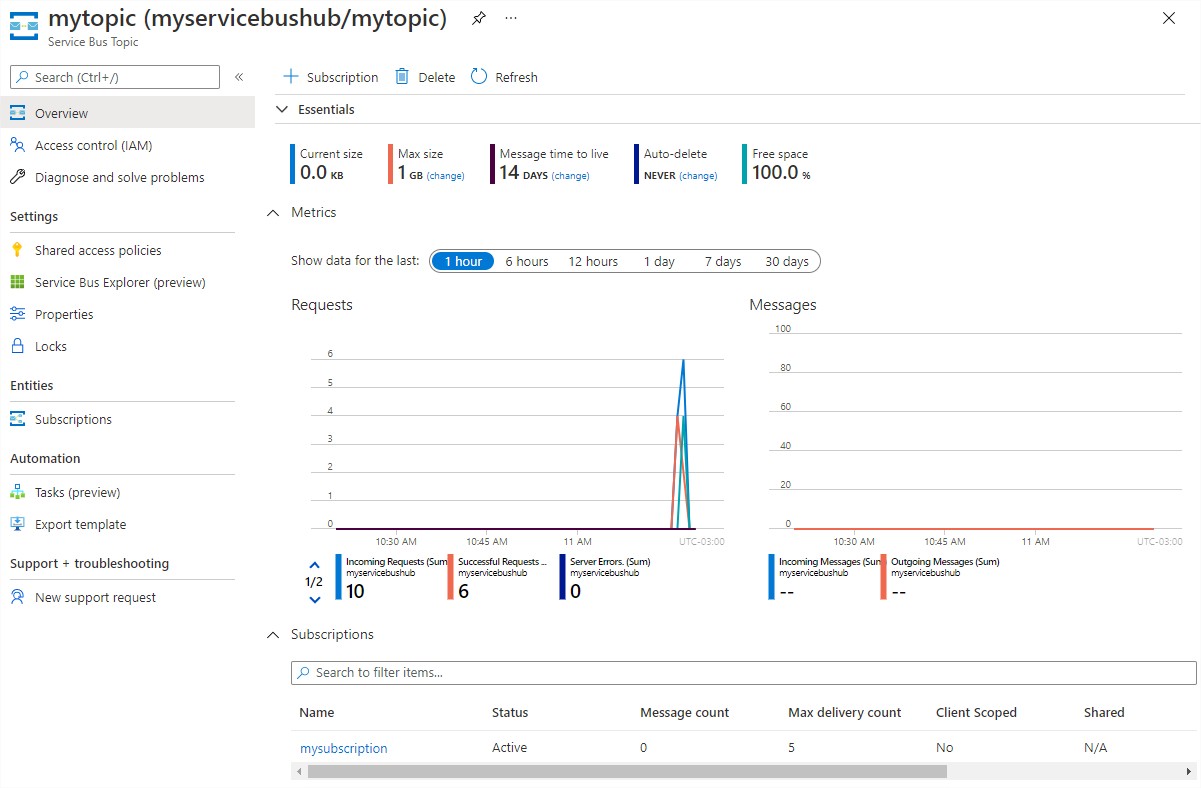 mytopic (myservicebushub/mytopic)
Service Bus Topic
Search (Ctrl+/)
Overview
Access control (IAM)
Diagnose and solve problems
Settings
Shared access policies
Service Bus Explorer (preview)
Properties
Locks
Entities
Subscriptions
Automation
Tasks (preview)
Export template
Support + troubleshooting
New support request
Subscription Delete Refresh
Essentials
Current size
0.0 KB
Max size
1 GB (change)
Message time to live
14 DAYS (change)
Auto-delete
NEVER (change)
Free space
100.0 %
Metrics
Show data for the last: 1 hour 6 hours 12 hours 1 day 7 days 30 days
Requests
6
5
4
3
2
1
0
10:30 AM 10:45 AM 11 AM UTC-03:00
1/2
Incoming Requests (Sum)
myservicebushub
10
Successful Requests ...
myservicebushub
6
Server Errors. (Sum)
myservicebushub
0
Messages
100
80
60
40
20
0
10:30 AM 10:45 AM 11 AM UTC-03:00
Incoming Messages (Sum
myservicebushub
--
Outgoing Messages (Sum)
myservicebushub
--
Subscriptions
Search to filter items...
Name Status Message count Max delivery count Client Scoped Shared
mysubscription Active 0 5 No N/A